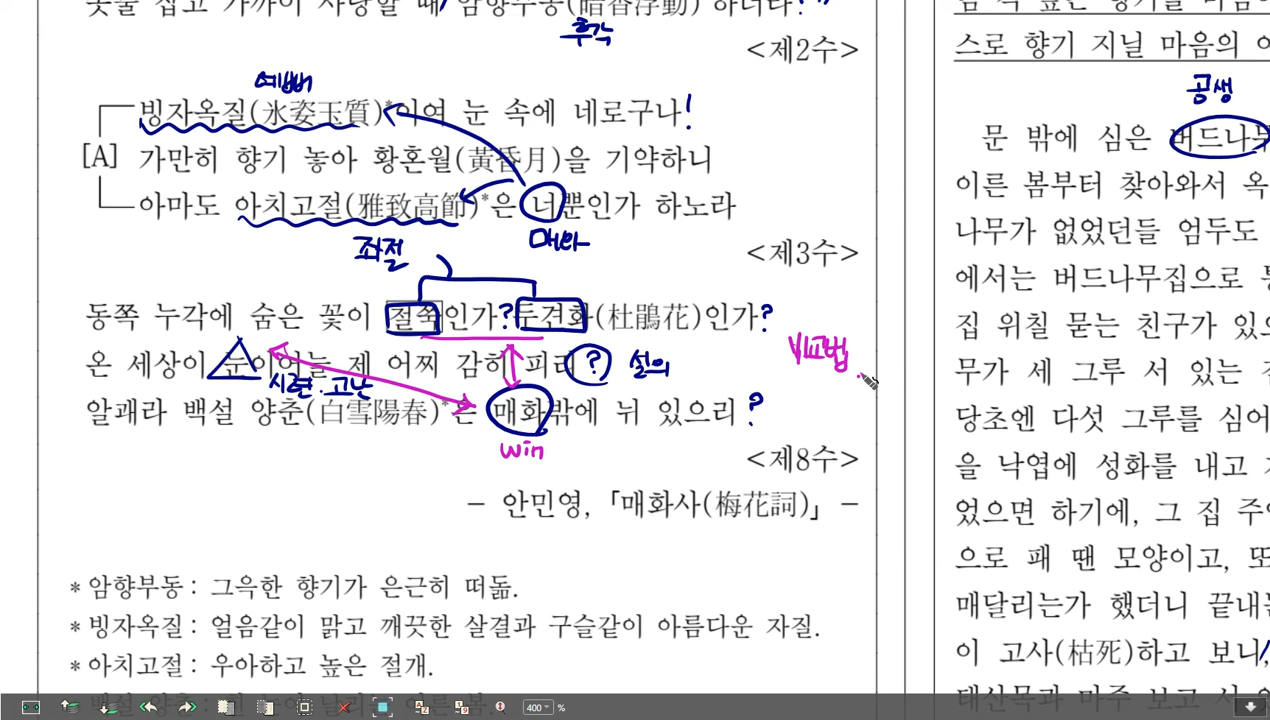 꽃 가까이 사랑할 때 암향부동(暗香浮動) 하더라?
후각
<제2수>
예뻐
빙자옥질(氷姿玉質)*이여 눈 속에 네로구나!
[A] 가만히 향기 놓아 황혼월(黃昏月)을 기약하니
아마도 아치고절(雅致高節)*은 너뿐인가 하노라
매화
<제3수>
좌절
동쪽 누각에 숨은 꽃이 철쭉인가? 두견화(杜鵑花)인가?
온 세상이 눈이어늘 제 어찌 감히 피리? 설의
시련·고난
비교법
알괘라 백설 양춘(白雪陽春)*은 매화밖에 뉘 있으리?
win
<제8수>
- 안민영, 「매화사(梅花詞)」 -
* 암향부동: 그윽한 향기가 은근히 떠돎.
* 빙자옥질: 얼음같이 맑고 깨끗한 살결과 구슬같이 아름다운 자질.
* 아치고절: 우아하고 높은 절개.
스로 향기 지닐 마음의
공생
문 밖에 심은 버드나무
이른 봄부터 찾아와서
나무가 없었던들 엄두도
에서는 버드나무집으로
집 위칠 묻는 친구가
무가 세 그루 서 있는
당초엔 다섯 그루를 심어
을 낙엽에 성화를 내고
었으면 하기에, 그 집
으로 패 땐 모양이고,
매달리는가 했더니 끝내
이 고사(枯死)하고 보니,
태산목과 마주 보고 서
400 %